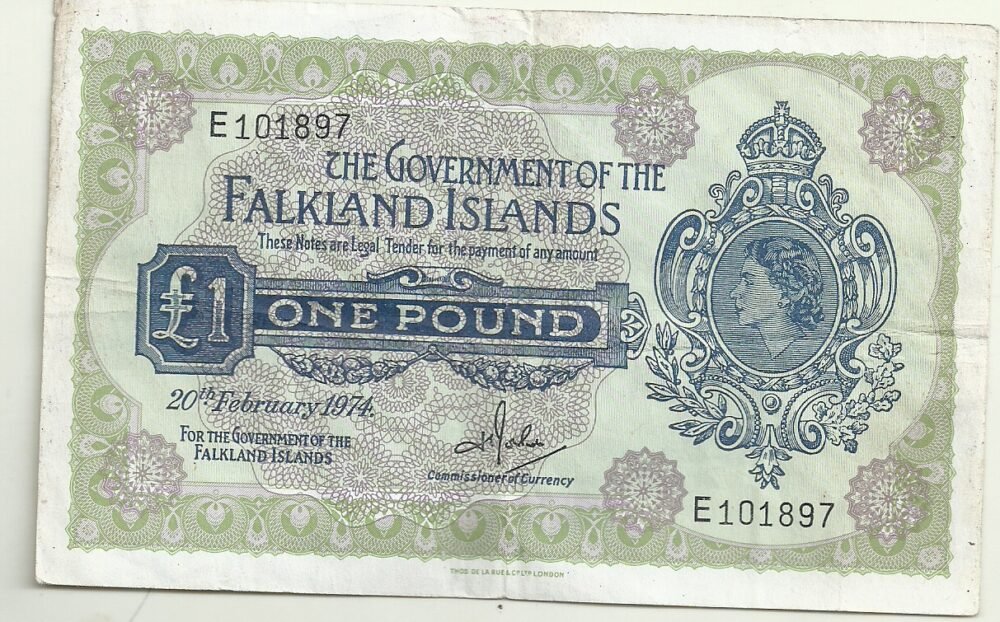 E101897
THE GOVERNMENT OF THE
FALKLAND ISLANDS
These Notes are Legal Tender for the payment of any amount
£1
ONE POUND
20th February 1974.
FOR THE GOVERNMENT OF THE
FALKLAND ISLANDS
Commissioner of Currency
E101897
THOS. DE LA RUE & CO LTD LONDON